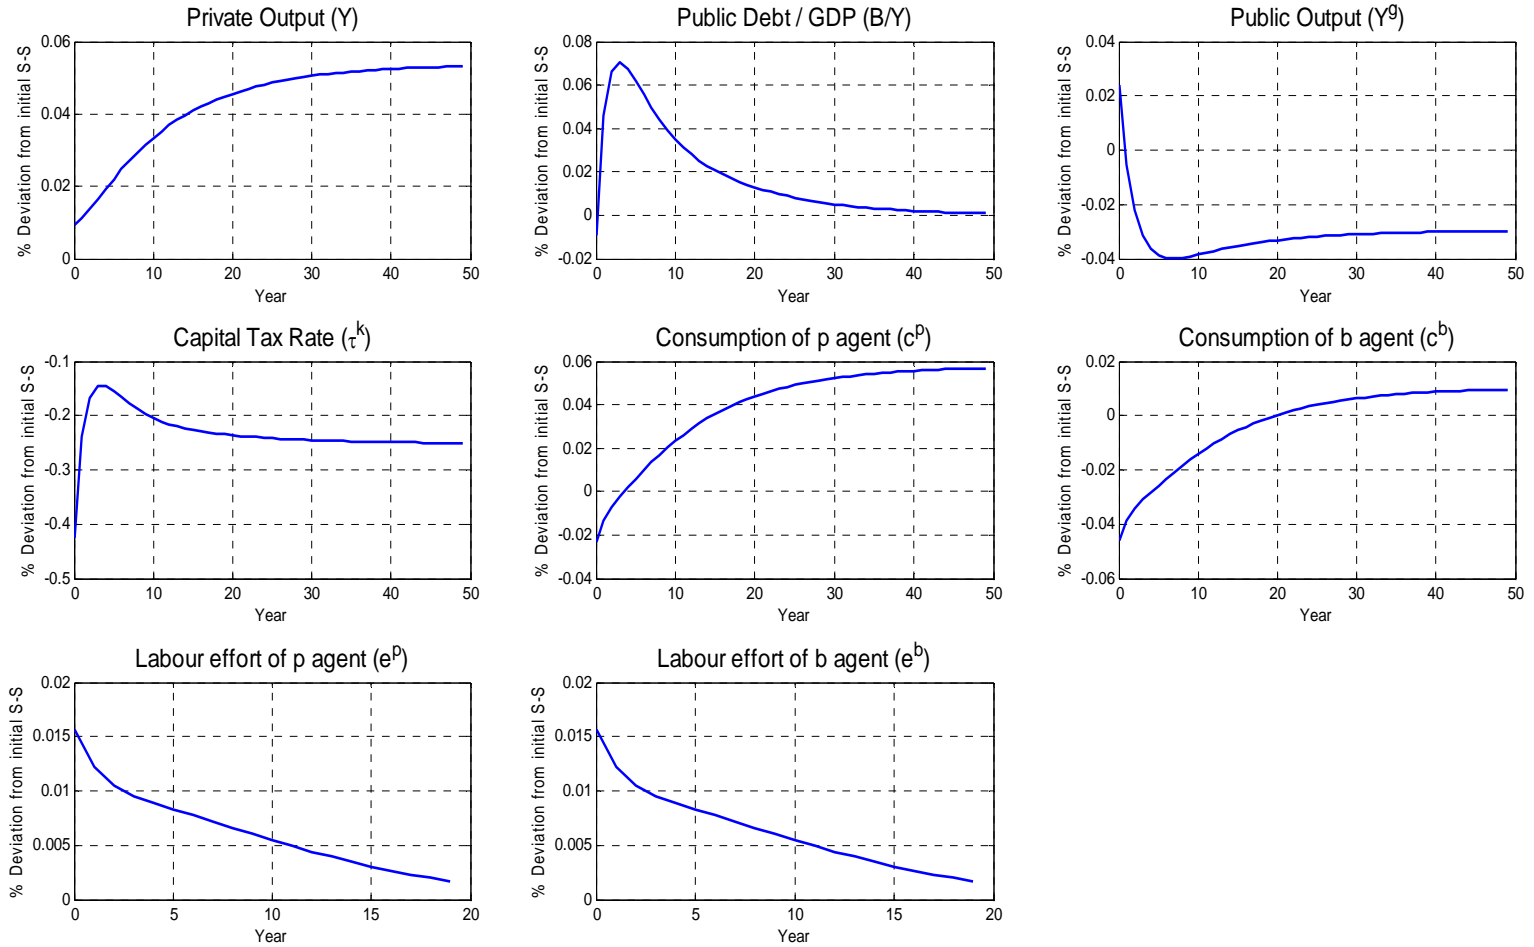 Private Output (Y)
% Deviation from initial S-S
0.06
0.04
0.02
0
0 10 20 30 40 50
Year
Public Debt / GDP (B/Y)
% Deviation from initial S-S
0.08
0.06
0.04
0.02
0
-0.02
0 10 20 30 40 50
Year
Public Output (Yg)
% Deviation from initial S-S
0.04
0.02
0
-0.02
-0.04
0 10 20 30 40 50
Year
Capital Tax Rate (τk)
% Deviation from initial S-S
-0.1
-0.2
-0.3
-0.4
-0.5
0 10 20 30 40 50
Year
Consumption of p agent (cp)
% Deviation from initial S-S
0.06
0.04
0.02
0
-0.02
-0.04
0 10 20 30 40 50
Year
Consumption of b agent (cb)
% Deviation from initial S-S
0.02
0
-0.02
-0.04
-0.06
0 10 20 30 40 50
Year
Labour effort of p agent (ep)
% Deviation from initial S-S
0.02
0.015
0.01
0.005
0
0 5 10 15 20
Year
Labour effort of b agent (eb)
% Deviation from initial S-S
0.02
0.015
0.01
0.005
0
0 5 10 15 20
Year